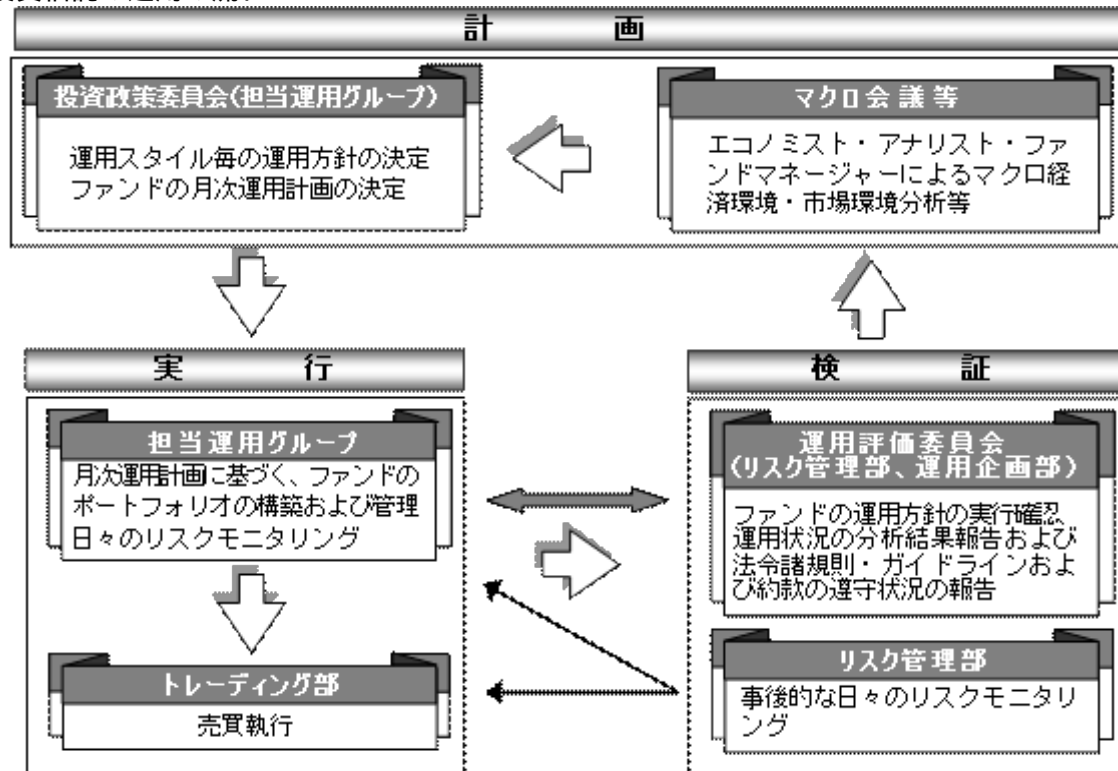 計 画
投資政策委員会(担当運用グループ)
運用スタイル毎の運用方針の決定
ファンドの月次運用計画の決定
マクロ会議等
エコノミスト・アナリスト・ファ
ンドマネージャーによるマクロ経
済環境・市場環境分析等
実 行
担当運用グループ
月次運用計画に基づく、ファンドの
ポートフォリオの構築および管理
日々のリスクモニタリング
トレーディング部
売買執行
検 証
運用評価委員会
(リスク管理部、運用企画部)
ファンドの運用方針の実行確認
運用状況の分析結果報告および
法令諸規則・ガイドラインおよ
び約款の遵守状況の報告
リスク管理部
事後的な日々のリスクモニタリ
ング